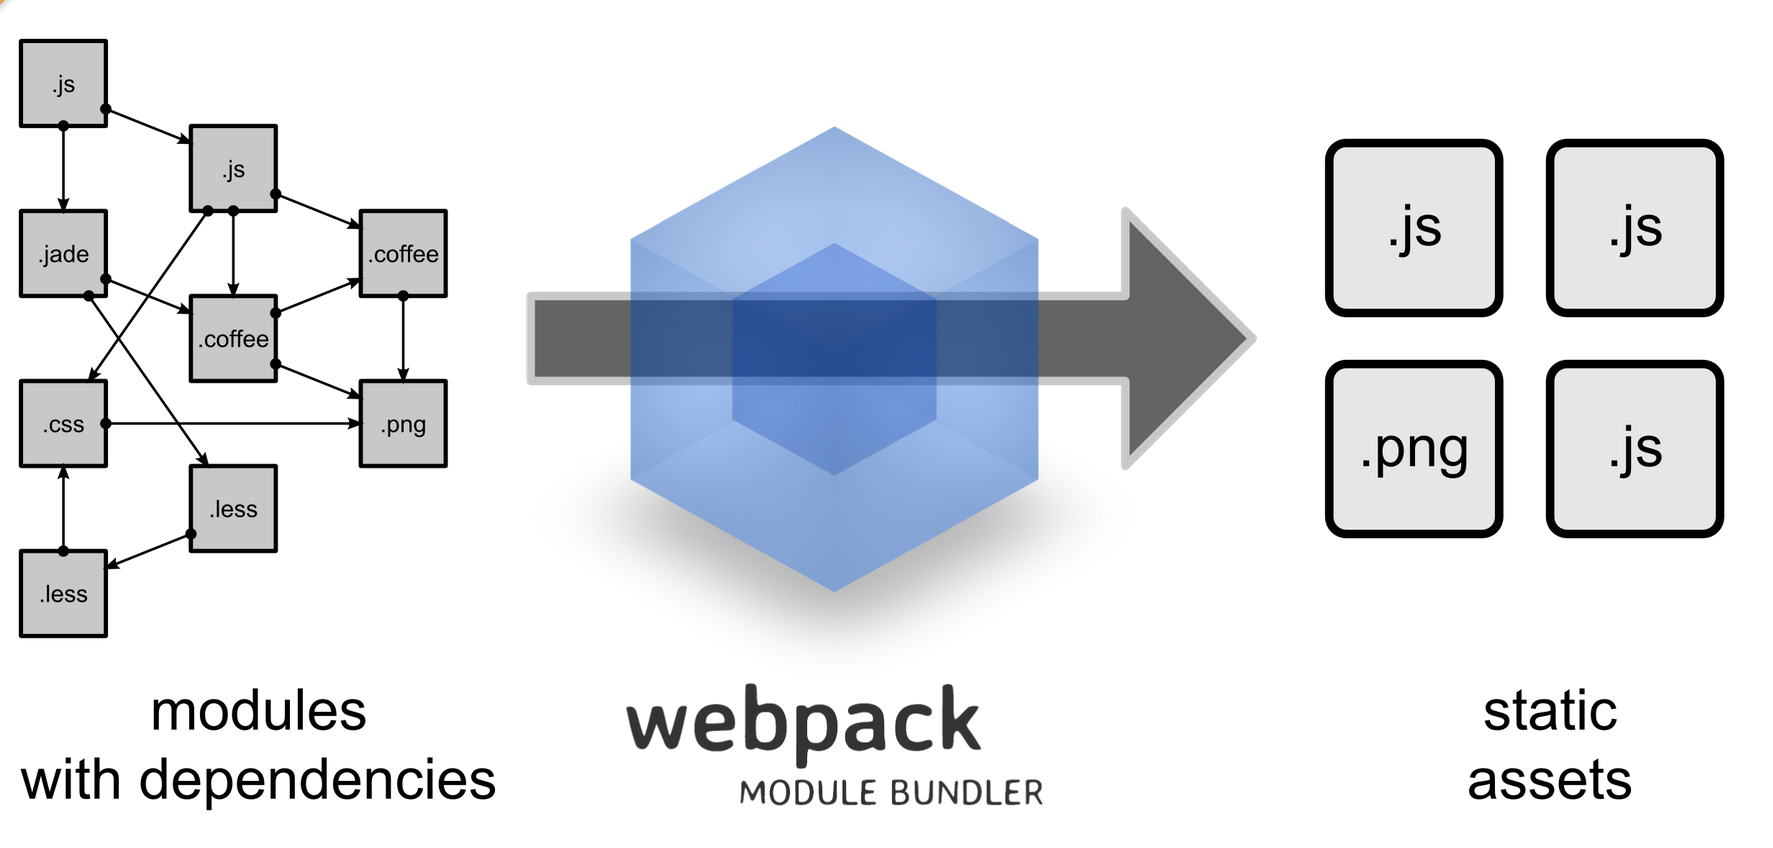 .js
.js
.jade
.coffee
.coffee
.css
.png
.less
.less
modules
with dependencies
webpack
MODULE BUNDLER
.js
.js
.png
.js
static
assets